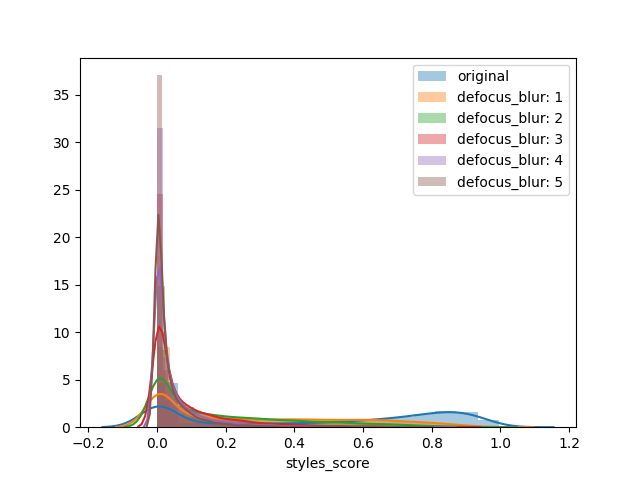 original
defocus_blur: 1
defocus_blur: 2
defocus_blur: 3
defocus_blur: 4
defocus_blur: 5
35
30
25
20
15
10
5
0
−0.2 0.0 0.2 0.4 0.6 0.8 1.0 1.2
styles_score